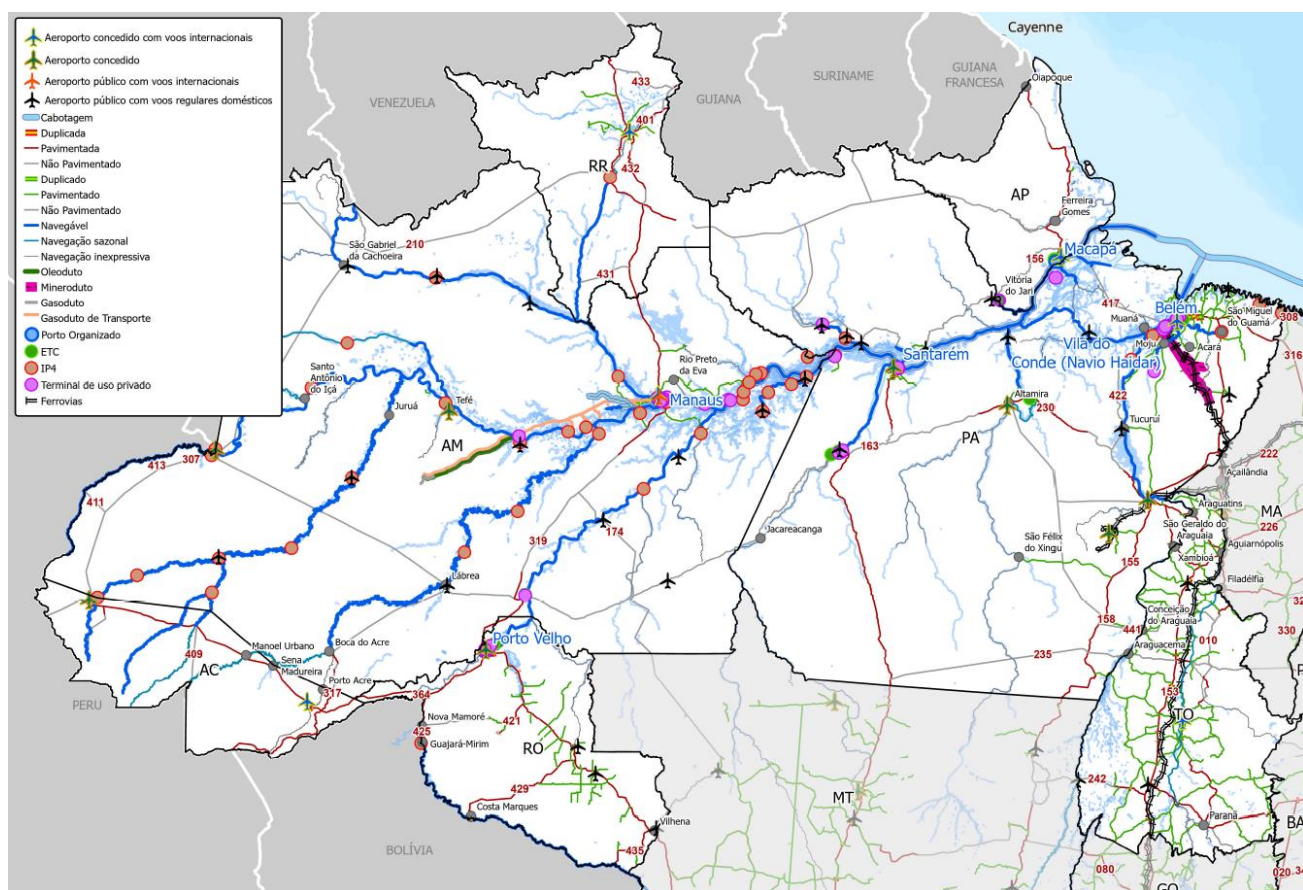 Aeroporto concedido com voos internacionais
Aeroporto concedido
Aeroporto público com voos internacionais
Aeroporto público com voos regulares domésticos
Cabotagem
Duplicada
Pavimentada
Não Pavimentado
Duplicado
Pavimentado
Não Pavimentado
Navegável
Navegação sazonal
Navegação inexpressiva
Oleoduto
Mineroduto
Gasoduto
Gasoduto de Transporte
Porto Organizado
ETC
IP4
Terminal de uso privado
Ferrovias
Cayenne
VENEZUELA
GUIANA
SURINAME
GUIANA
FRANCESA
Oiapoque
433
401
RR
432
AP
Ferreira
Gomes
210
São Gabriel
da Cachoeira
431
156
Macapá
Vitória
do Jari
417
Belém
Muaná
São Miguel
do Guamá
308
Moju
Acará
316
Vila do
Conde (Navio Haidar)
Santarém
Rio Preto
da Eva
Manaus
Santo
Antônio
do Içá
Juruá
Tefé
AM
Altamira
230
422
PA
Tucuruí
163
222
Açailândia
413
307
411
319
174
Jacareacanga
Araguatins
MA
São Geraldo do
Araguaia
226
Aguiarnópolis
Xambioá
São Félix
do Xingu
155
Filadélfia
Lábrea
32
158
Conceição
do Araguaia
330
441
010
Araguacema
235
Porto Velho
Manoel Urbano
Boca do Acre
Sena
Madureira
409
AC
Porto Acre
317
364
PERU
153
TO
Nova Mamoré
421
425
Guajará-Mirim
RO
242
MT
429
Costa Marques
Vilhena
Paranã
BA
435
BOLÍVIA
080
GO
020